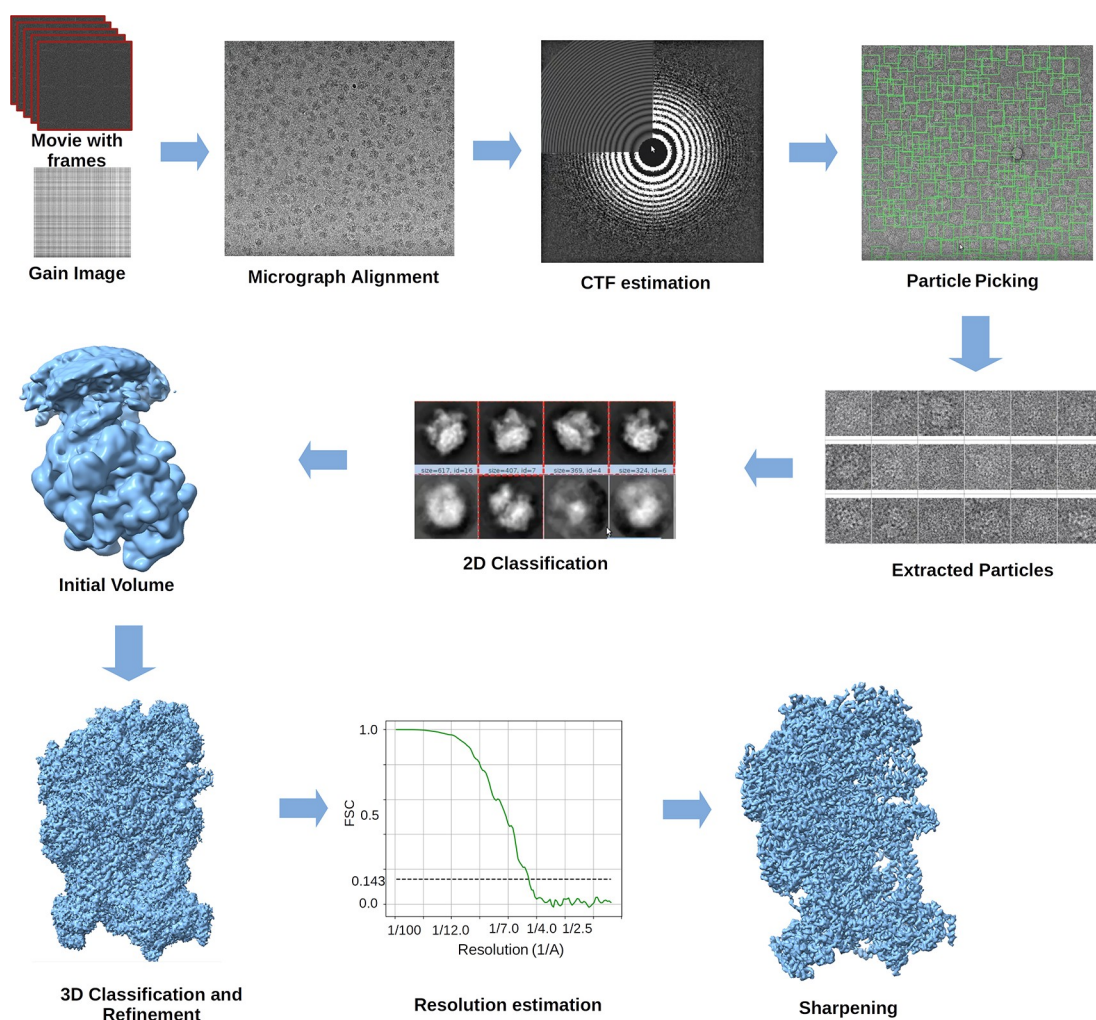 Movie with
frames
Gain Image
Micrograph Alignment
CTF estimation
Particle Picking
Extracted Particles
size=617, id=16
size=407, id=7
size=369, id=4
size=324, id=6
2D Classification
Initial Volume
3D Classification and
Refinement
1.0
0.5
0.143
0.0
FSC
1/100 1/12.0 1/7.0 1/4.0 1/2.5
Resolution (1/A)
Resolution estimation
Sharpening